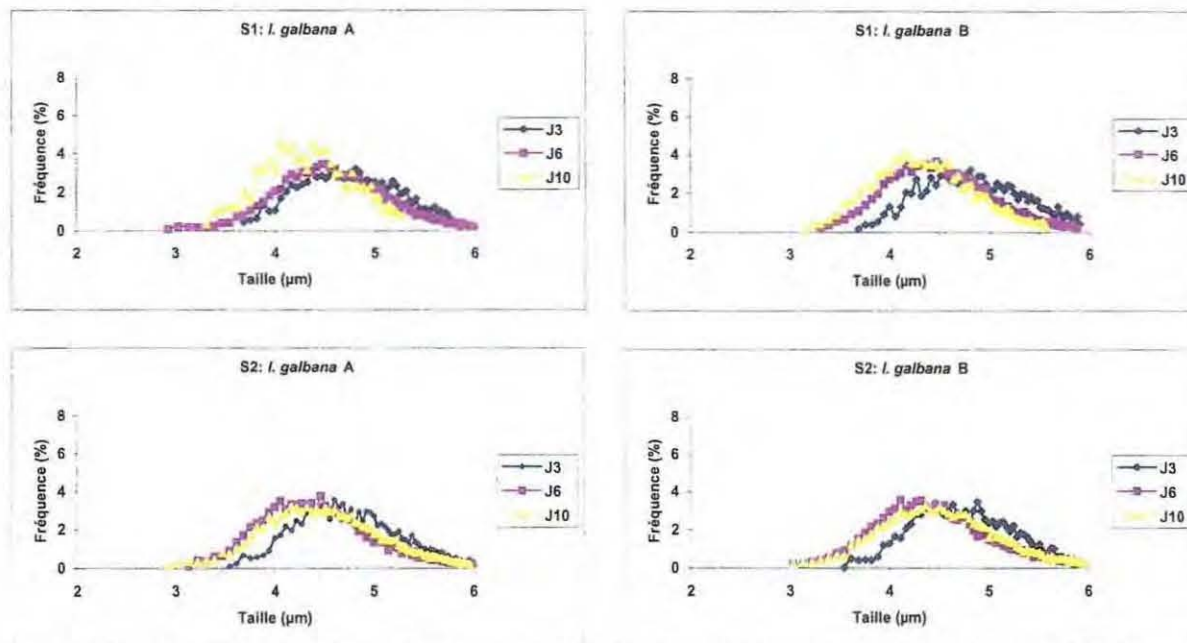 S1: I. galbana A
Fréquence (%)
8
6
4
2
0
2 3 4 5 6
Taille (µm)
J3
J6
J10
S1: I. galbana B
Fréquence (%)
8
6
4
2
0
2 3 4 5 6
Taille (µm)
J3
J6
J10
S2: I. galbana A
Fréquence (%)
8
6
4
2
0
2 3 4 5 6
Taille (µm)
J3
J6
J10
S2: I. galbana B
Fréquence (%)
8
6
4
2
0
2 3 4 5 6
Taille (µm)
J3
J6
J10